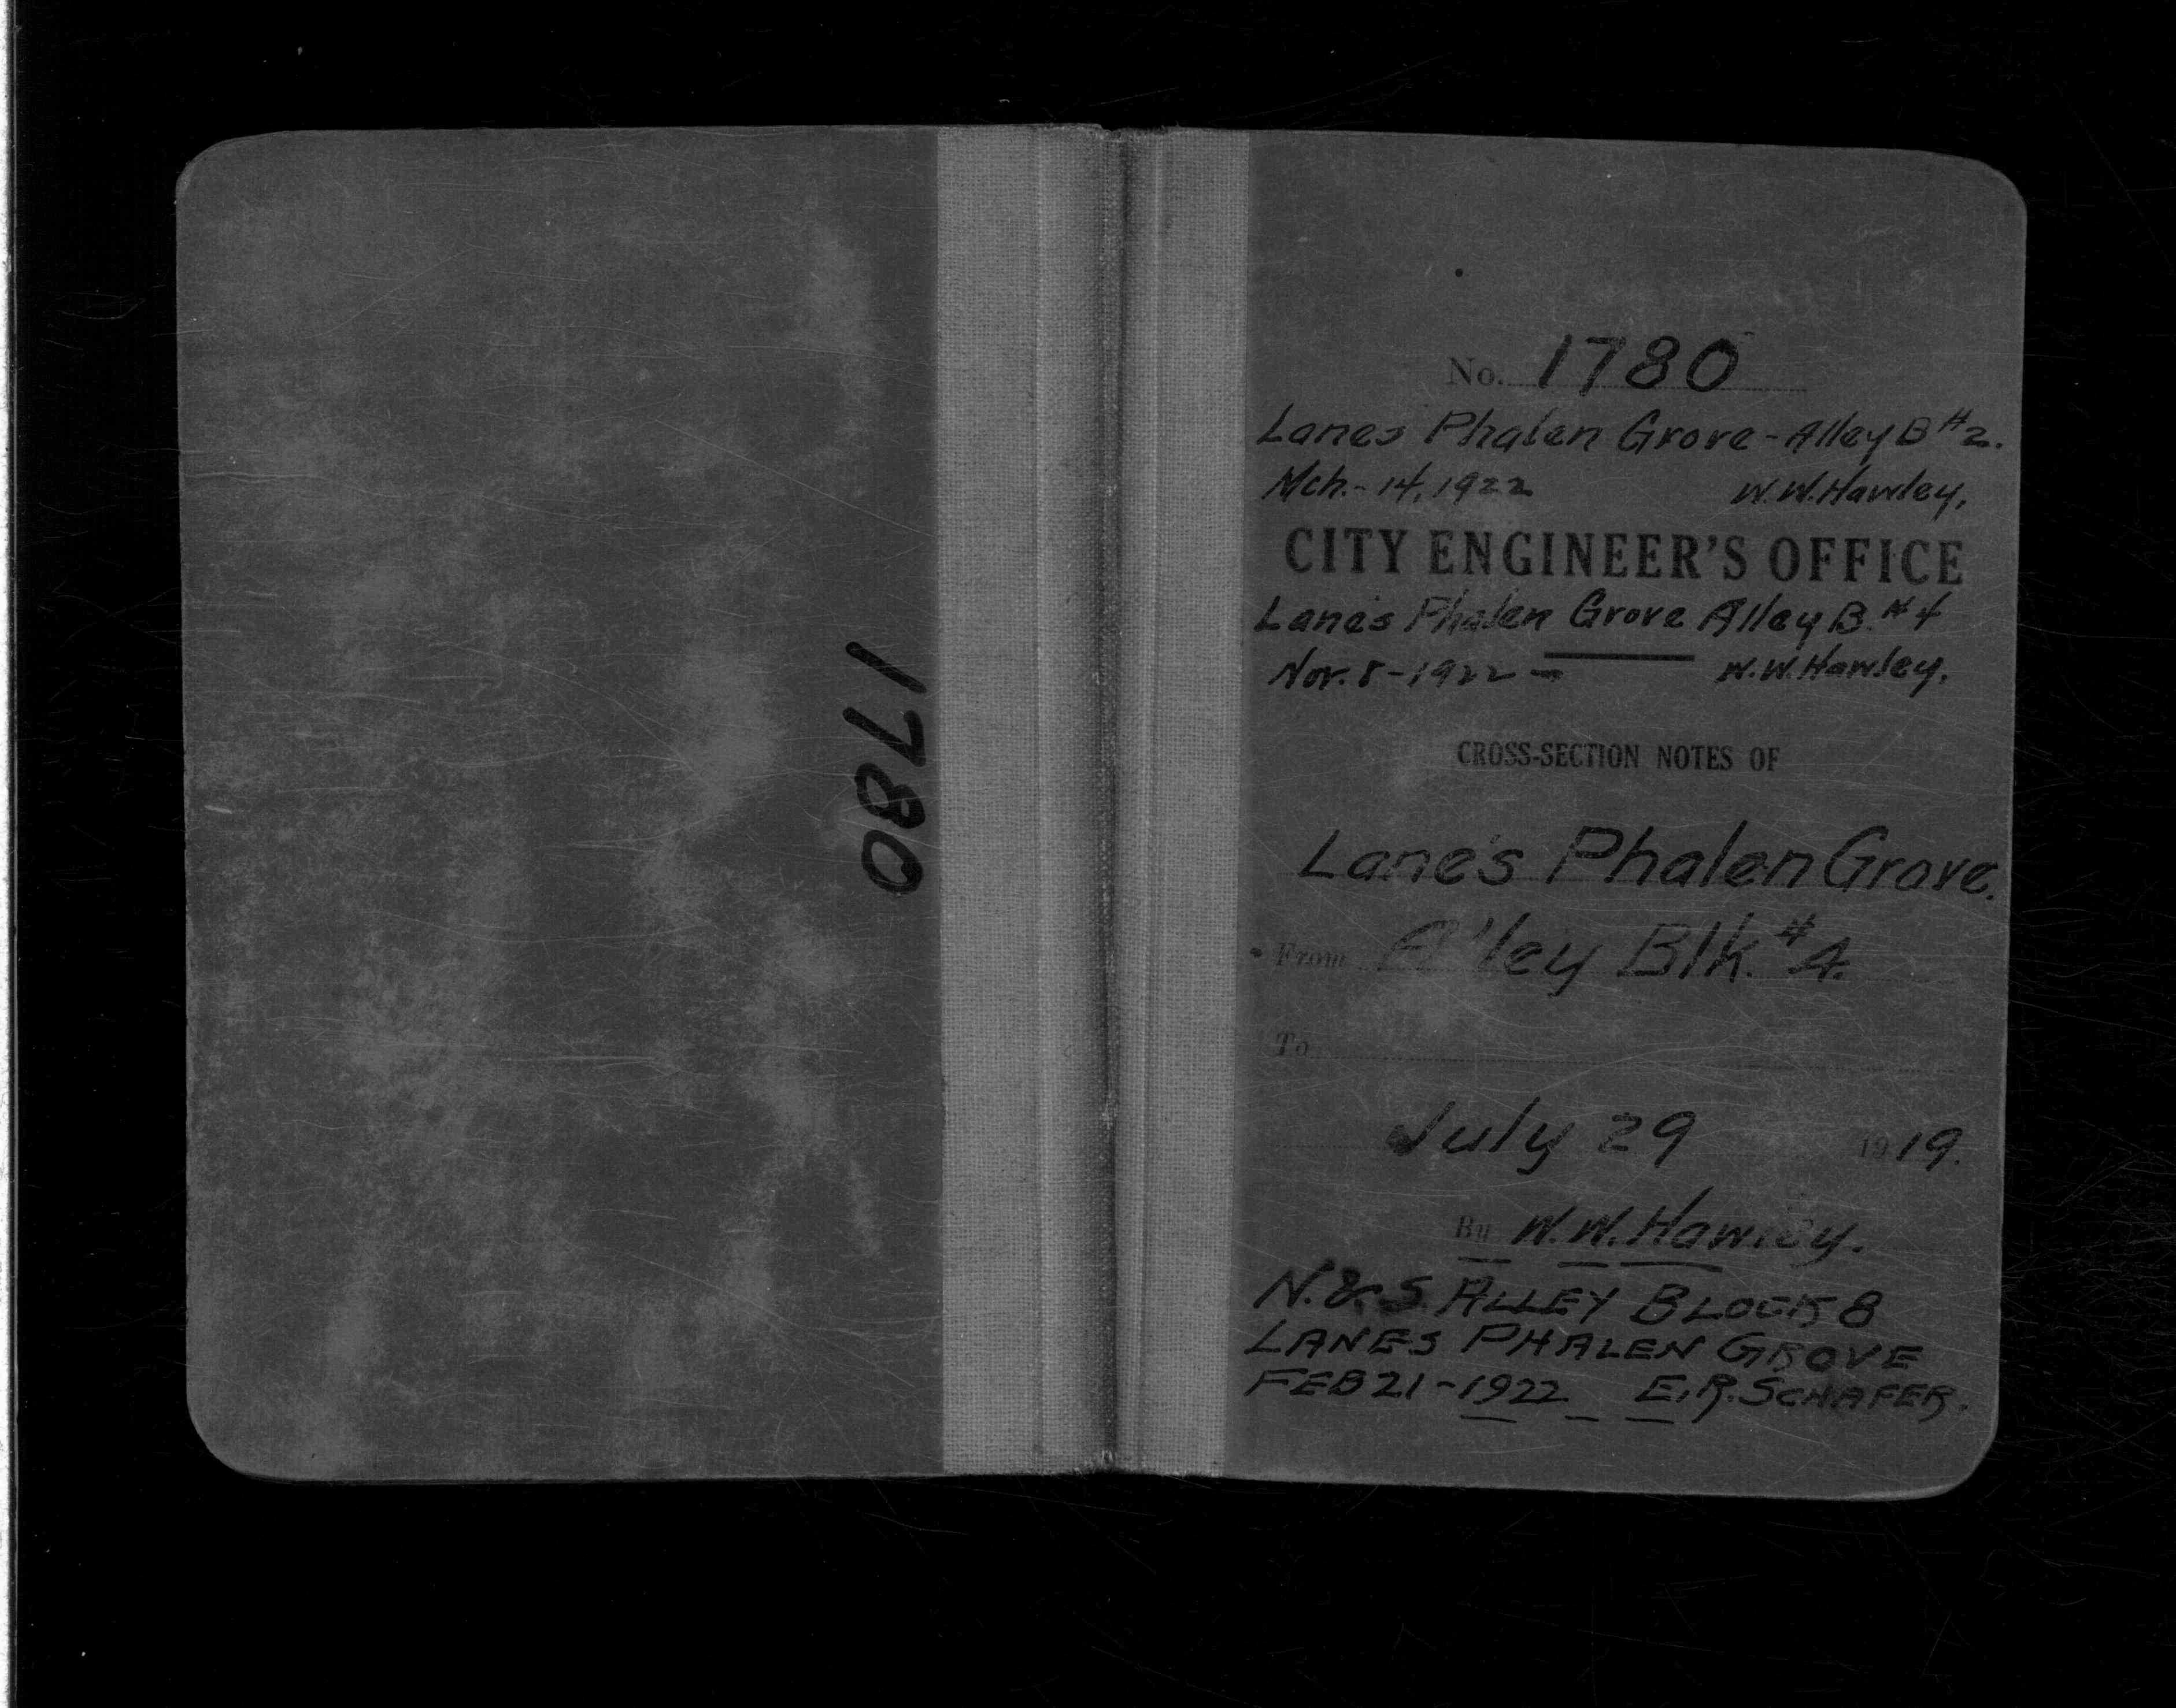 1780
No. 1780
Lanes Phalen Grove - Alley B #2.
Mch. - 14, 1922 W.W. Hawley,
CITY ENGINEER'S OFFICE
Lane's Phalen Grove Alley B. #4
Nov. 8 - 1922 - W.W. Hawley.
CROSS-SECTION NOTES OF
Lane's Phalen Grove.
From Alley Blk. #4.
To
July 29 1919.
By W.W. Hawley.
N. & S. ALLEY BLOCK 8
LANES PHALEN GROVE
FEB 21 - 1922 E.R. SCHAFER.